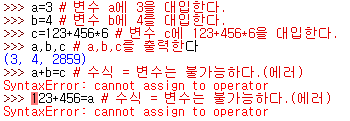 >>> a=3 # 변수 a에 3을 대입한다.
>>> b=4 # 변수 b에 4를 대입한다.
>>> c=123+456*6 # 변수 c에 123+456*6을 대입한다.
>>> a,b,c # a,b,c를 출력한다
(3, 4, 2859)
>>> a+b=c # 수식 = 변수는 불가능하다.(에러)
SyntaxError: cannot assign to operator
>>> 123+456=a # 수식 = 변수는 불가능하다.(에러)
SyntaxError: cannot assign to operator